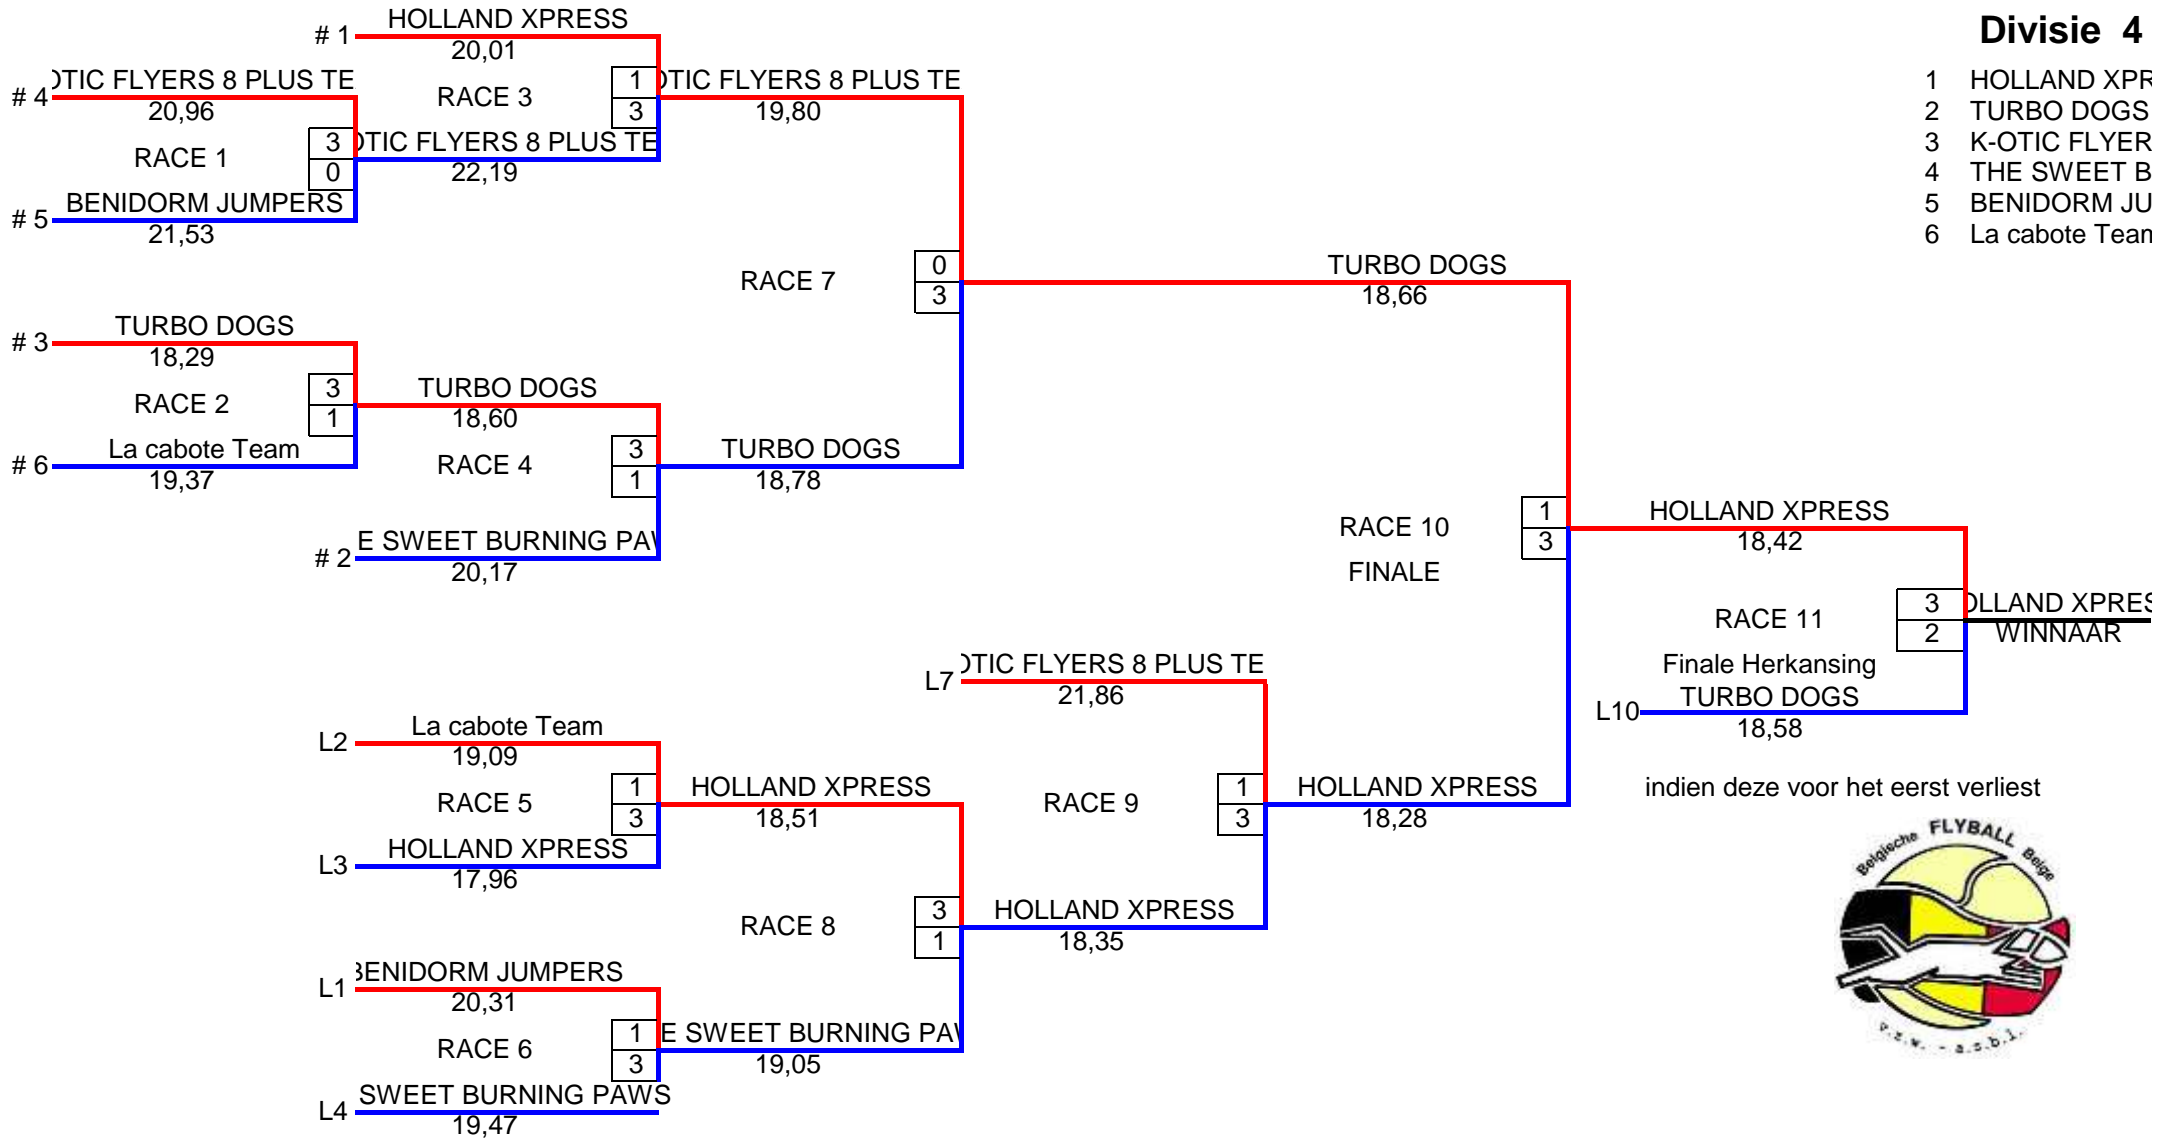 Divisie 4
1 HOLLAND XPR
2 TURBO DOGS
3 K-OTIC FLYER
4 THE SWEET B
5 BENIDORM JU
6 La cabote Team
# 1
HOLLAND XPRESS
20,01
# 4
OTIC FLYERS 8 PLUS TE
20,96
RACE 1
3
0
# 5
BENIDORM JUMPERS
21,53
RACE 3
1
3
OTIC FLYERS 8 PLUS TE
22,19
OTIC FLYERS 8 PLUS TE
19,80
# 3
TURBO DOGS
18,29
RACE 2
3
1
# 6
La cabote Team
19,37
TURBO DOGS
18,60
RACE 4
3
1
# 2
E SWEET BURNING PAW
20,17
TURBO DOGS
18,78
RACE 7
0
3
TURBO DOGS
18,66
RACE 10
FINALE
1
3
HOLLAND XPRESS
18,42
RACE 11
3
2
Finale Herkansing
L10
TURBO DOGS
18,58
OLLAND XPRES
WINNAAR
indien deze voor het eerst verliest
L7
OTIC FLYERS 8 PLUS TE
21,86
RACE 9
1
3
HOLLAND XPRESS
18,28
L2
La cabote Team
19,09
RACE 5
1
3
L3
HOLLAND XPRESS
17,96
HOLLAND XPRESS
18,51
RACE 8
3
1
HOLLAND XPRESS
18,35
L1
BENIDORM JUMPERS
20,31
RACE 6
1
3
L4
SWEET BURNING PAWS
19,47
E SWEET BURNING PAW
19,05
Belgische FLYBALL Belge
v.z.w. - a.s.b.l.